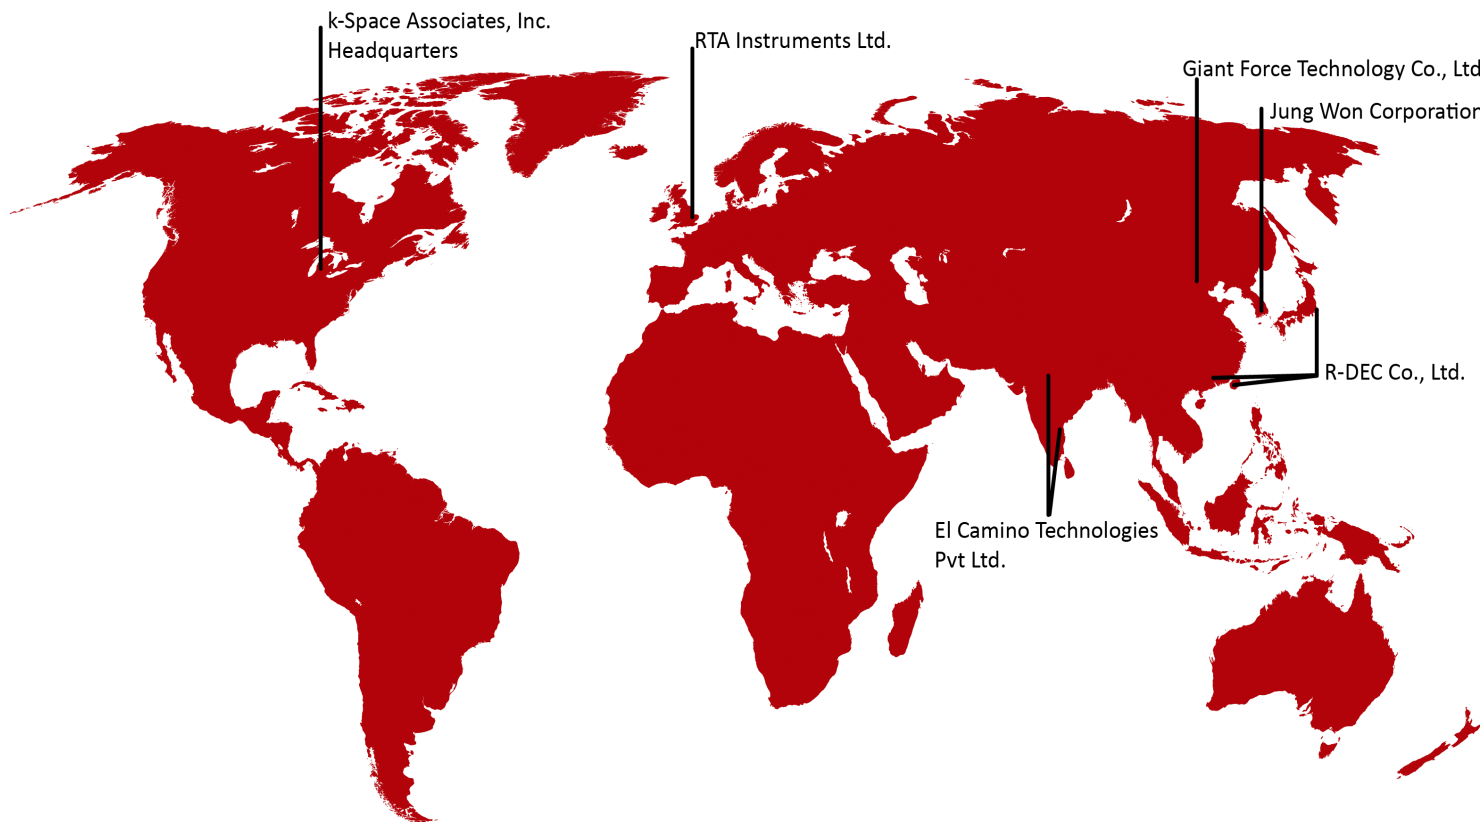 k-Space Associates, Inc.
Headquarters
RTA Instruments Ltd.
Giant Force Technology Co., Ltd
Jung Won Corporation
R-DEC Co., Ltd.
El Camino Technologies
Pvt Ltd.